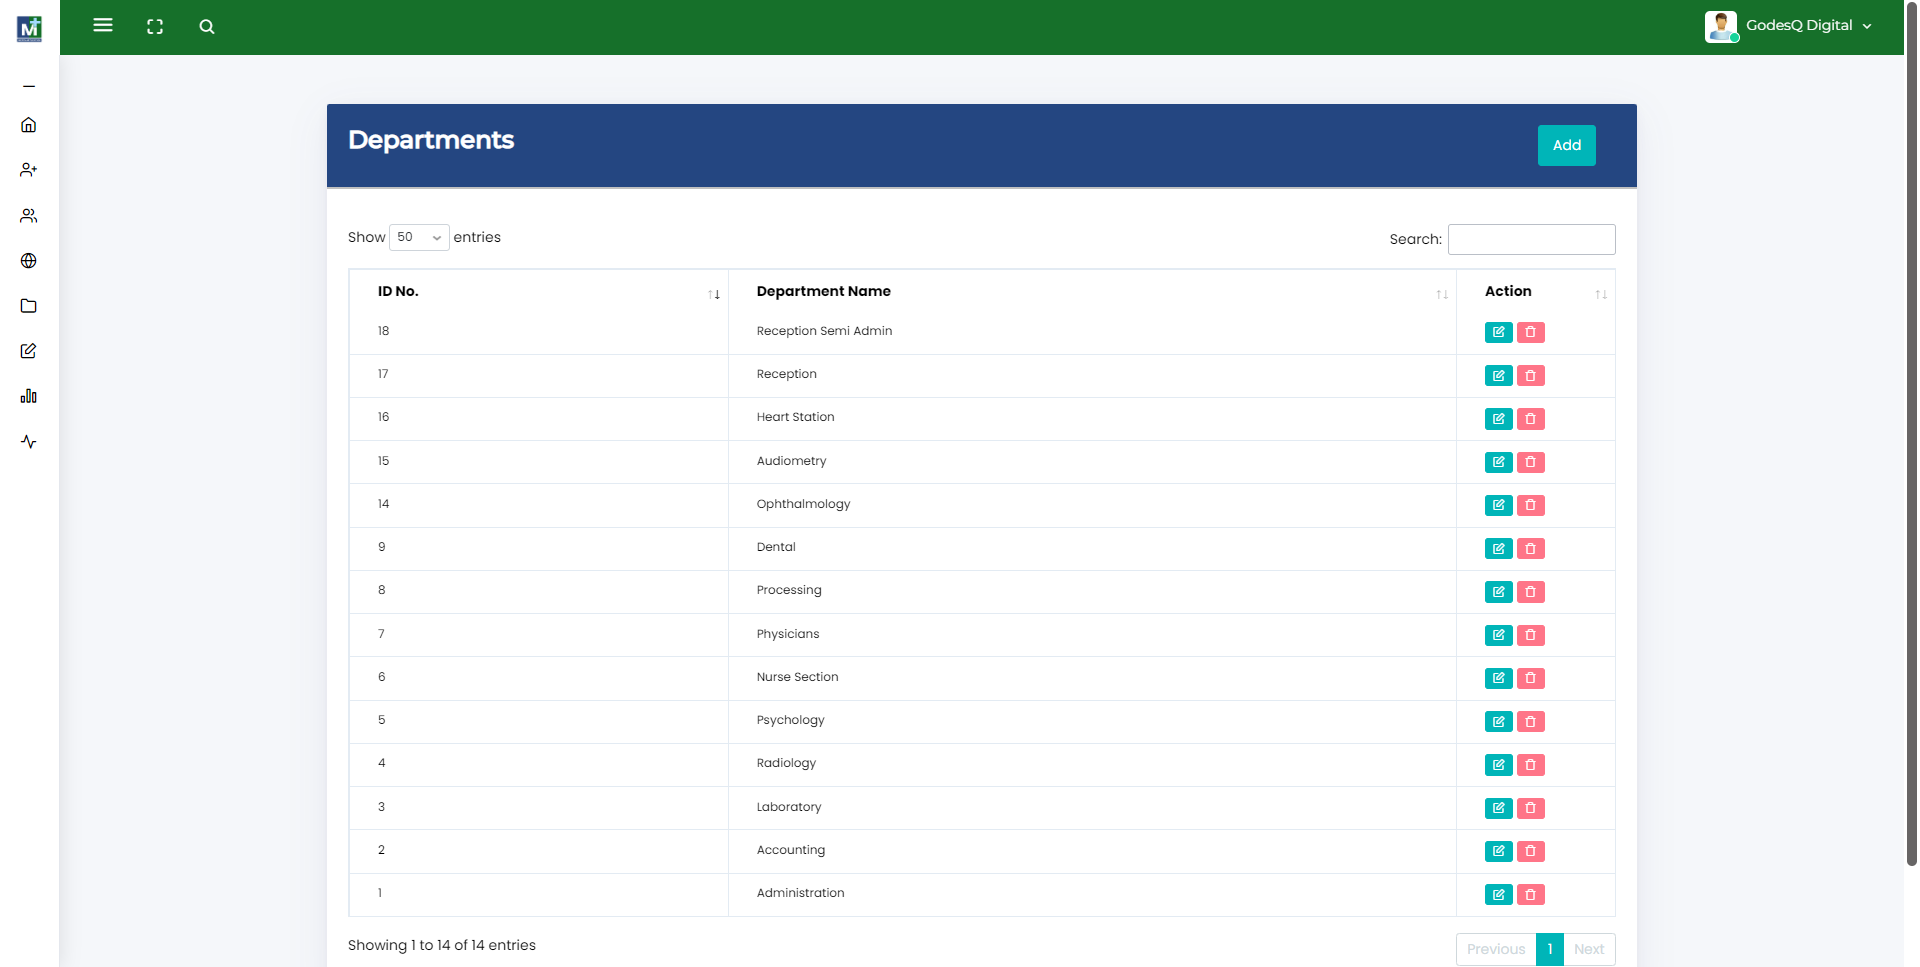 M
GodesQ Digital
Departments
Add
Show 50 entries
Search:
ID No. Department Name Action
18 Reception Semi Admin
17 Reception
16 Heart Station
15 Audiometry
14 Ophthalmology
9 Dental
8 Processing
7 Physicians
6 Nurse Section
5 Psychology
4 Radiology
3 Laboratory
2 Accounting
1 Administration
Showing 1 to 14 of 14 entries
Previous 1 Next